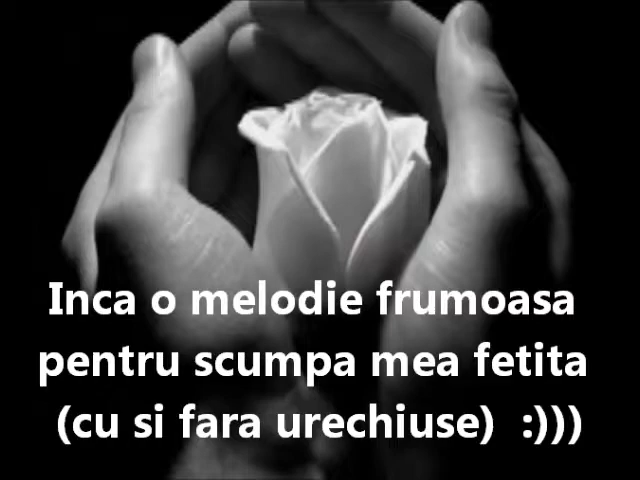 Inca o melodie frumoasa
pentru scumpa mea fetita
(cu si fara urechiuse)  :)))